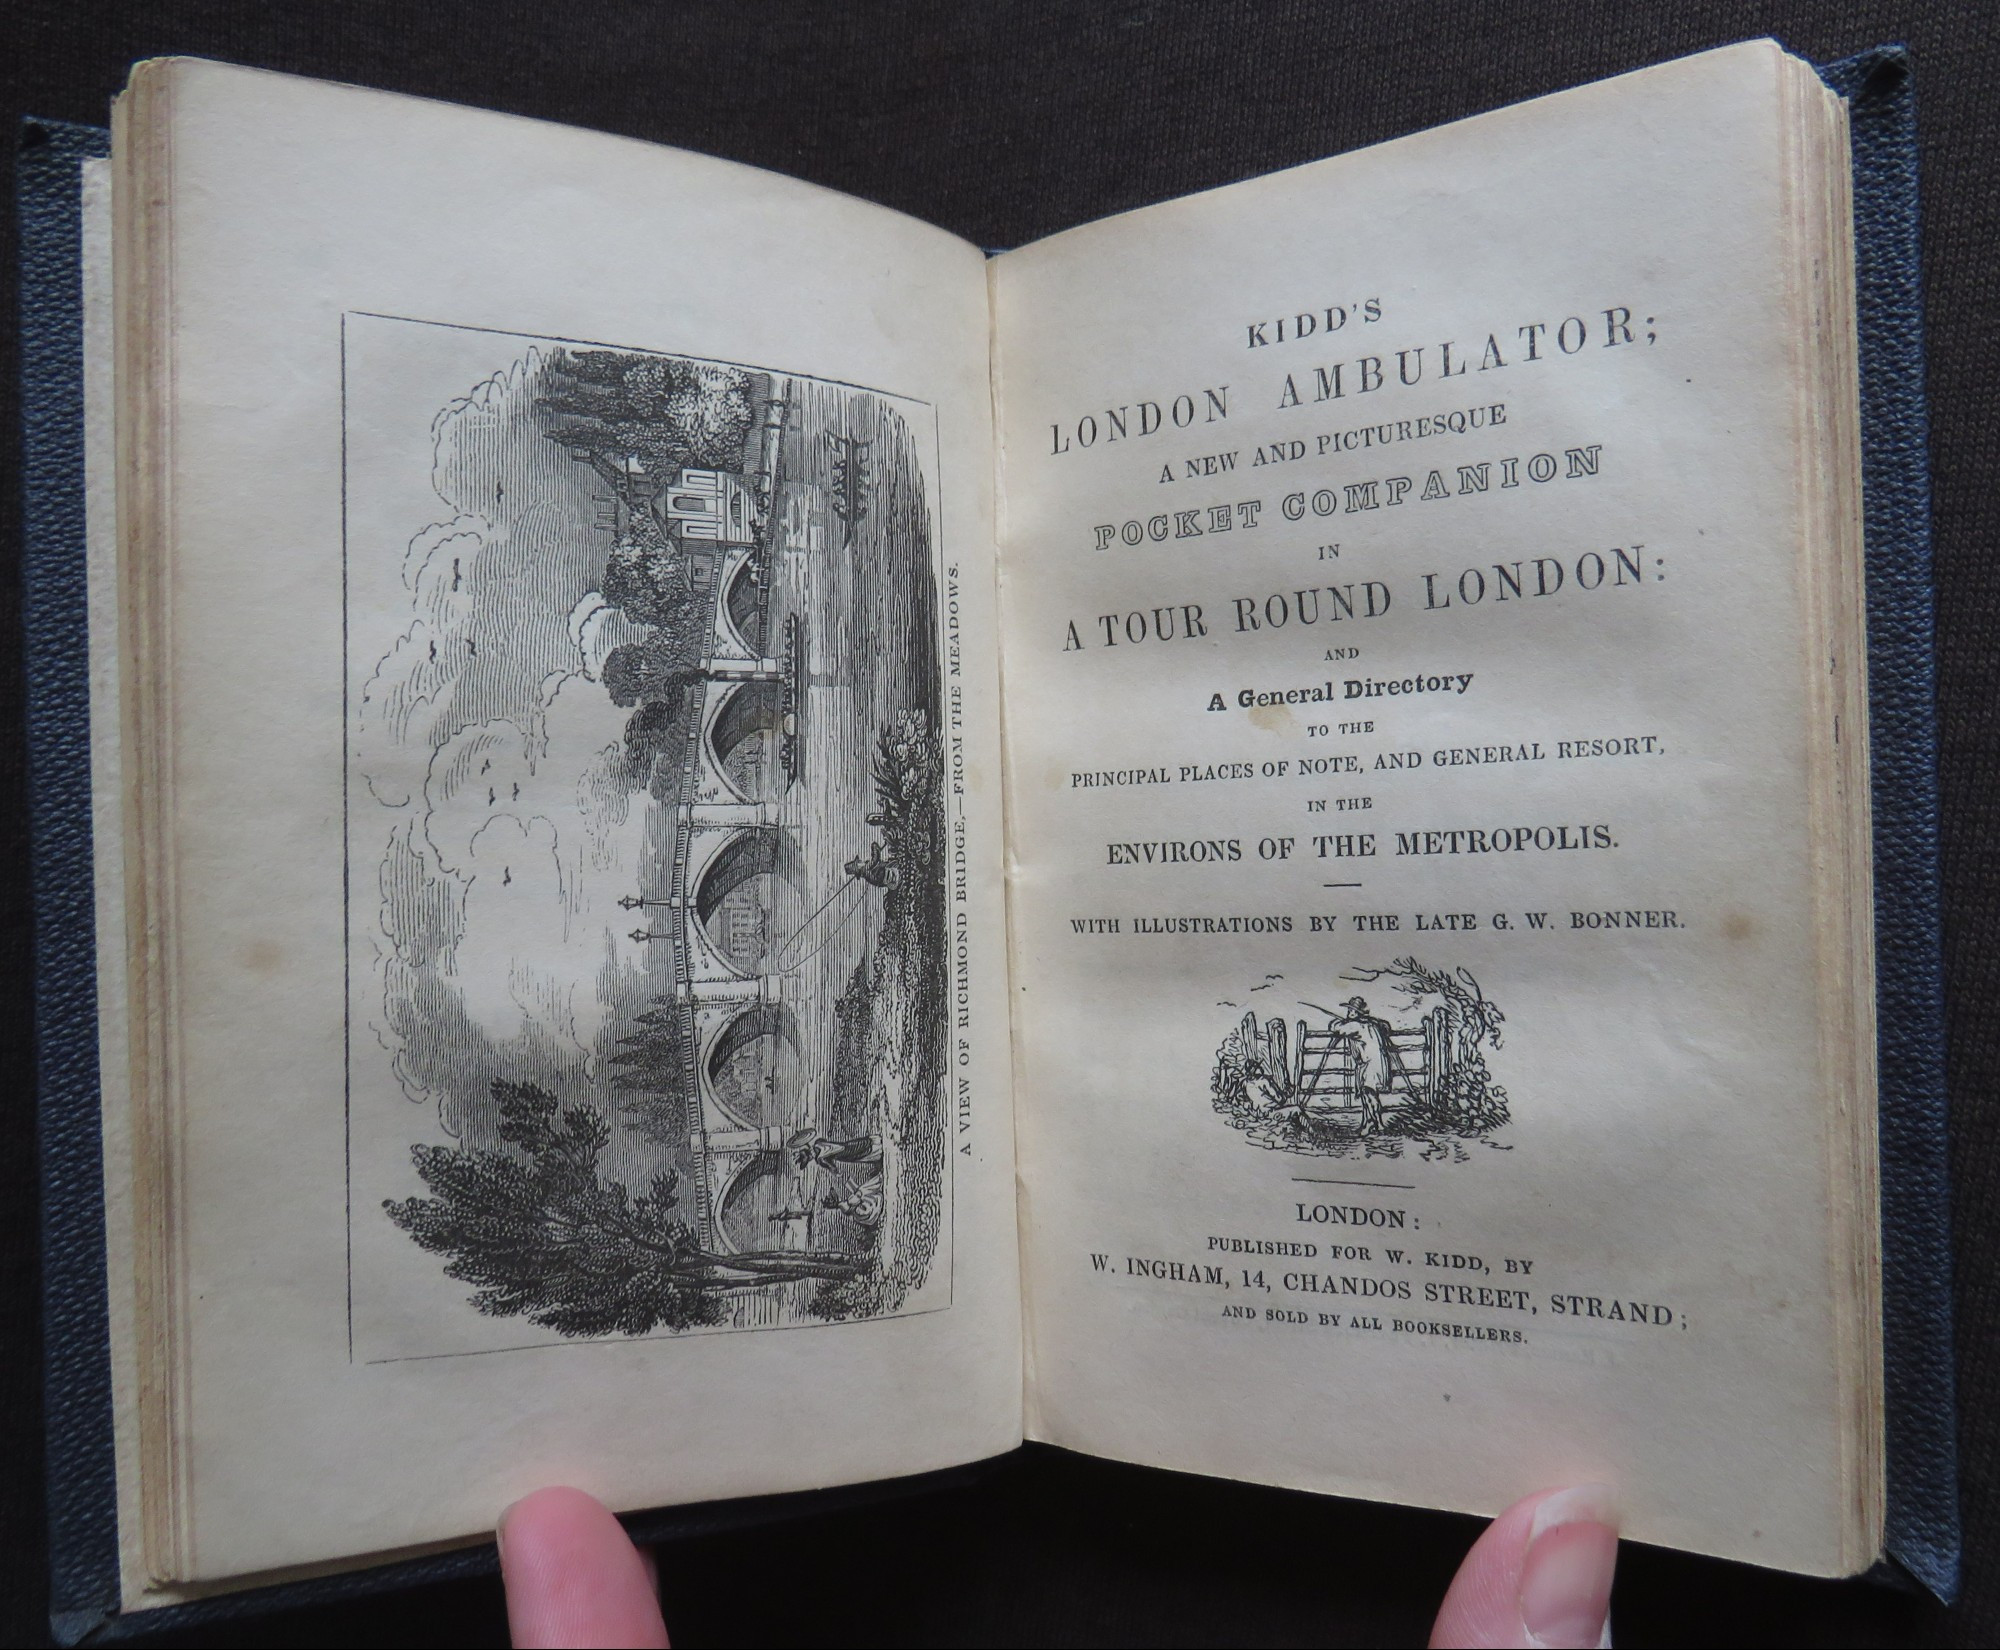 A VIEW OF RICHMOND BRIDGE,—FROM THE MEADOWS.
KIDD'S
LONDON AMBULATOR;
A NEW AND PICTURESQUE
POCKET COMPANION
IN
A TOUR ROUND LONDON:
AND
A General Directory
TO THE
PRINCIPAL PLACES OF NOTE, AND GENERAL RESORT,
IN THE
ENVIRONS OF THE METROPOLIS.
WITH ILLUSTRATIONS BY THE LATE G. W. BONNER.
LONDON:
PUBLISHED FOR W. KIDD, BY
W. INGHAM, 14, CHANDOS STREET, STRAND;
AND SOLD BY ALL BOOKSELLERS.